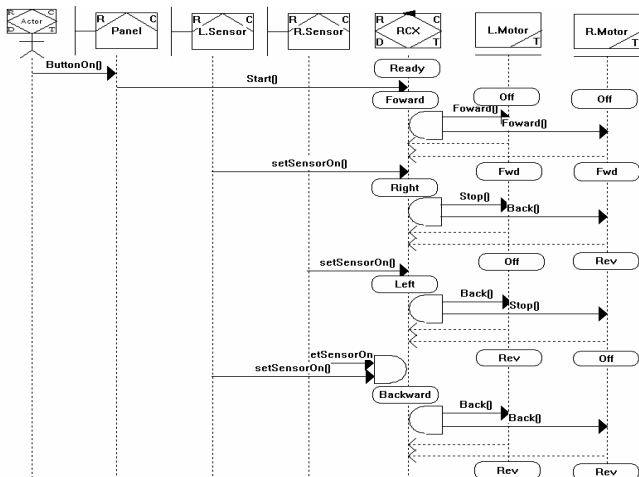 R C R C R C R C R C
Actor Panel L.Sensor R.Sensor RCX L.Motor R.Motor
D T D T T T
ButtonOn()
Ready
Start()
Foward Off Off
Foward()
Foward()
setSensorOn()
Fwd Fwd
Right
Stop()
Back()
setSensorOn()
Off Rev
Left
Back()
Stop()
etSensorOn
Rev Off
setSensorOn()
Backward
Back()
Back()
Rev Rev